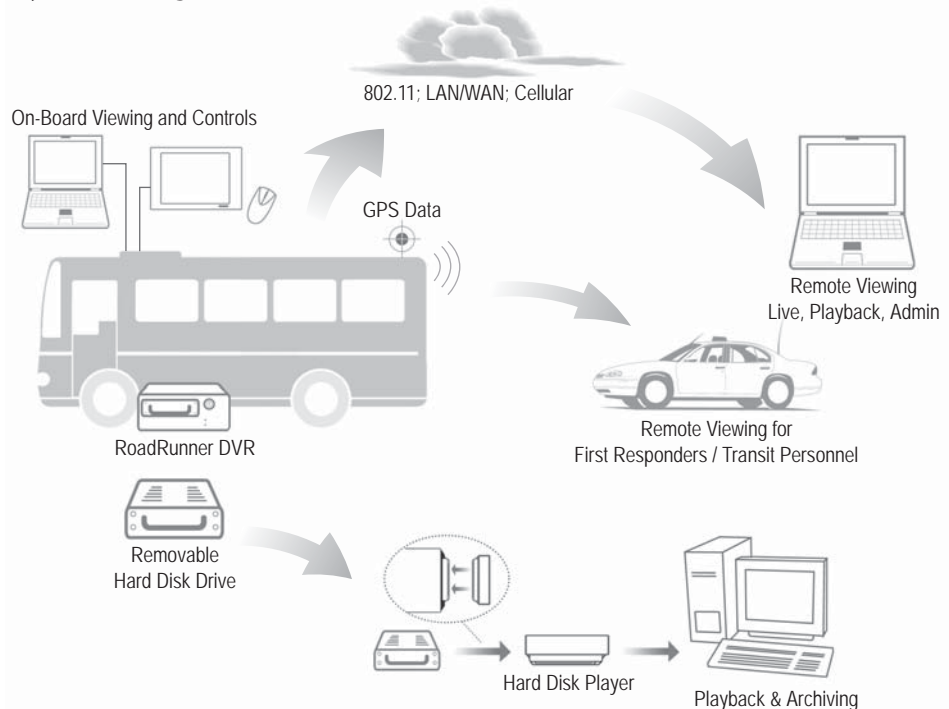 802.11; LAN/WAN; Cellular
On-Board Viewing and Controls
GPS Data
Remote Viewing
Live, Playback, Admin
RoadRunner DVR
Remote Viewing for
First Responders / Transit Personnel
Removable
Hard Disk Drive
Hard Disk Player
Playback & Archiving